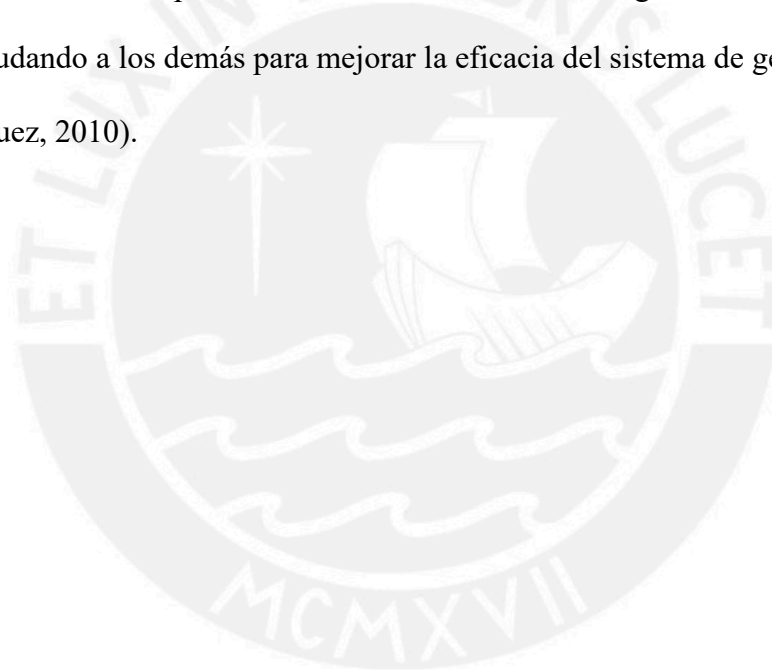 udando a los demás para mejorar la eficacia del sistema de ge
uez, 2010).
ET LUX IN TENEBRIS LUCET
MCMXVII